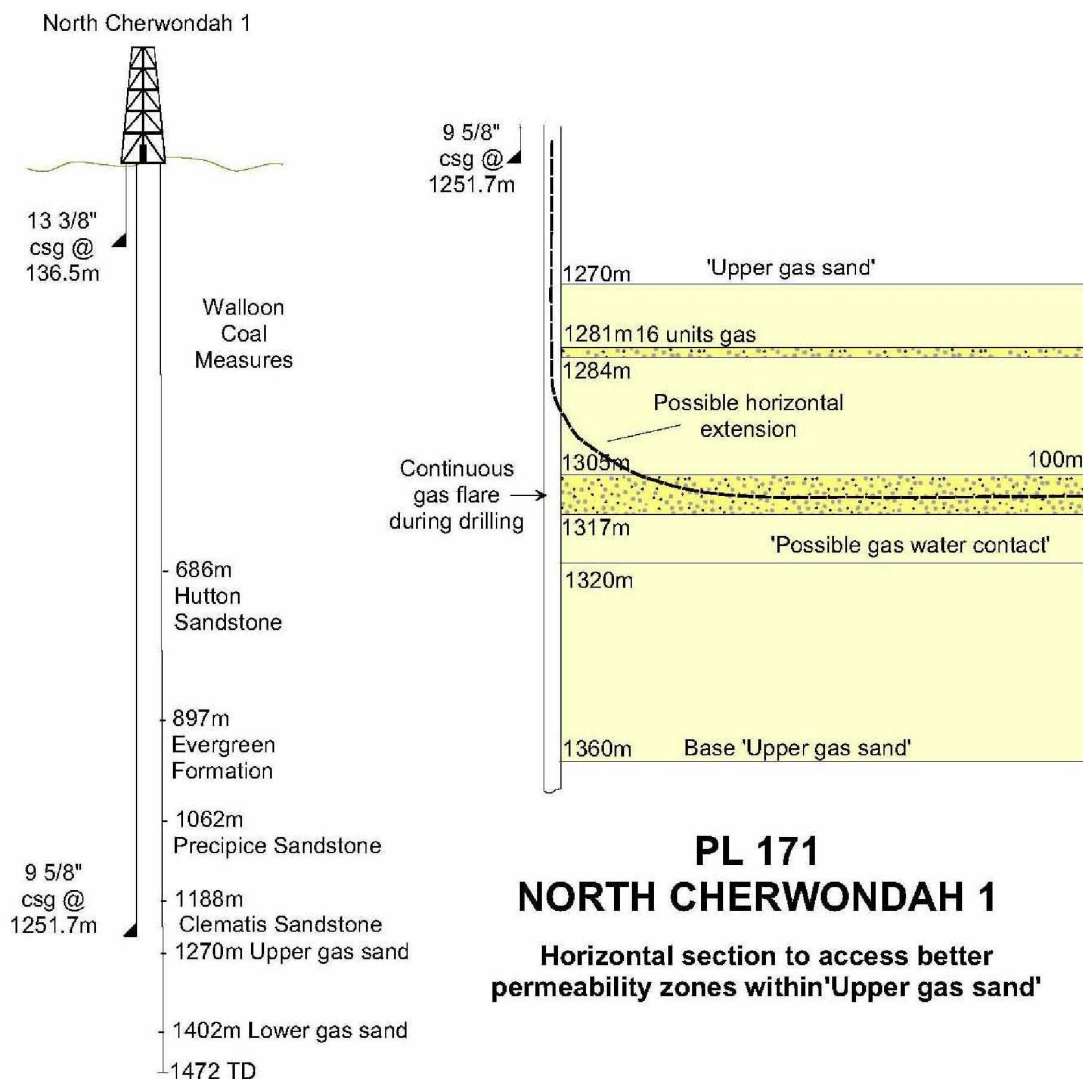 North Cherwondah 1
13 3/8"
csg @
136.5m
Walloon
Coal
Measures
686m
Hutton
Sandstone
897m
Evergreen
Formation
1062m
Precipice Sandstone
9 5/8"
csg @
1251.7m
1188m
Clematis Sandstone
1270m Upper gas sand
1402m Lower gas sand
1472 TD
9 5/8"
csg @
1251.7m
1270m
'Upper gas sand'
1281m 16 units gas
1284m
Possible horizontal
extension
1305m
100m
Continuous
gas flare
during drilling
1317m
'Possible gas water contact'
1320m
1360m
Base 'Upper gas sand'
PL 171
NORTH CHERWONDAH 1
Horizontal section to access better
permeability zones within'Upper gas sand'